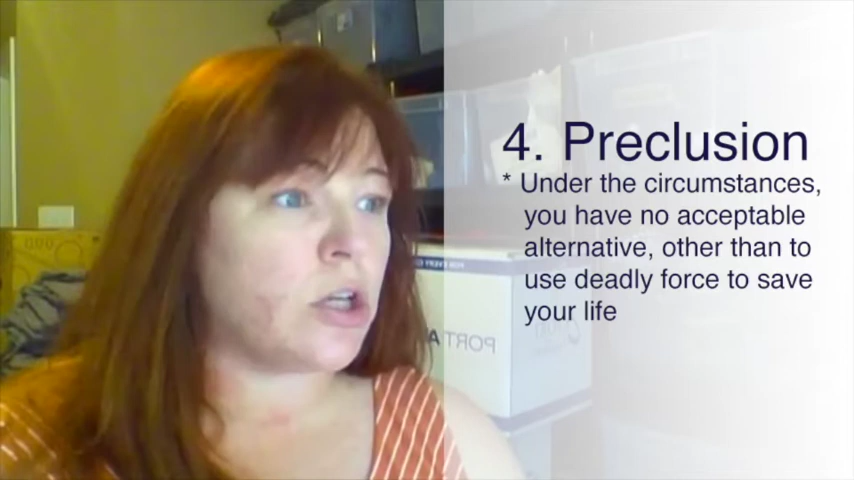 4. Preclusion
* Under the circumstances,
you have no acceptable
alternative, other than to
use deadly force to save
your life
PORT A